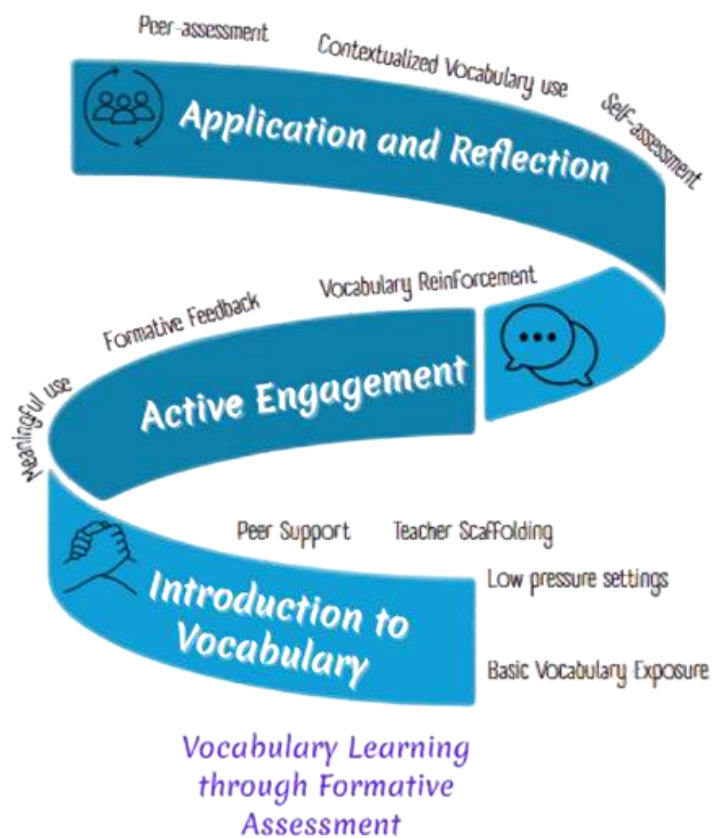 Peer-assessment
Contextualized Vocabulary use
Self-assessment
Application and Reflection
Vocabulary Reinforcement
Formative Feedback
Meaningful use
Active Engagement
Peer Support
Teacher Scaffolding
Low pressure settings
Introduction to
Vocabulary
Basic Vocabulary Exposure
Vocabulary Learning
through Formative
Assessment